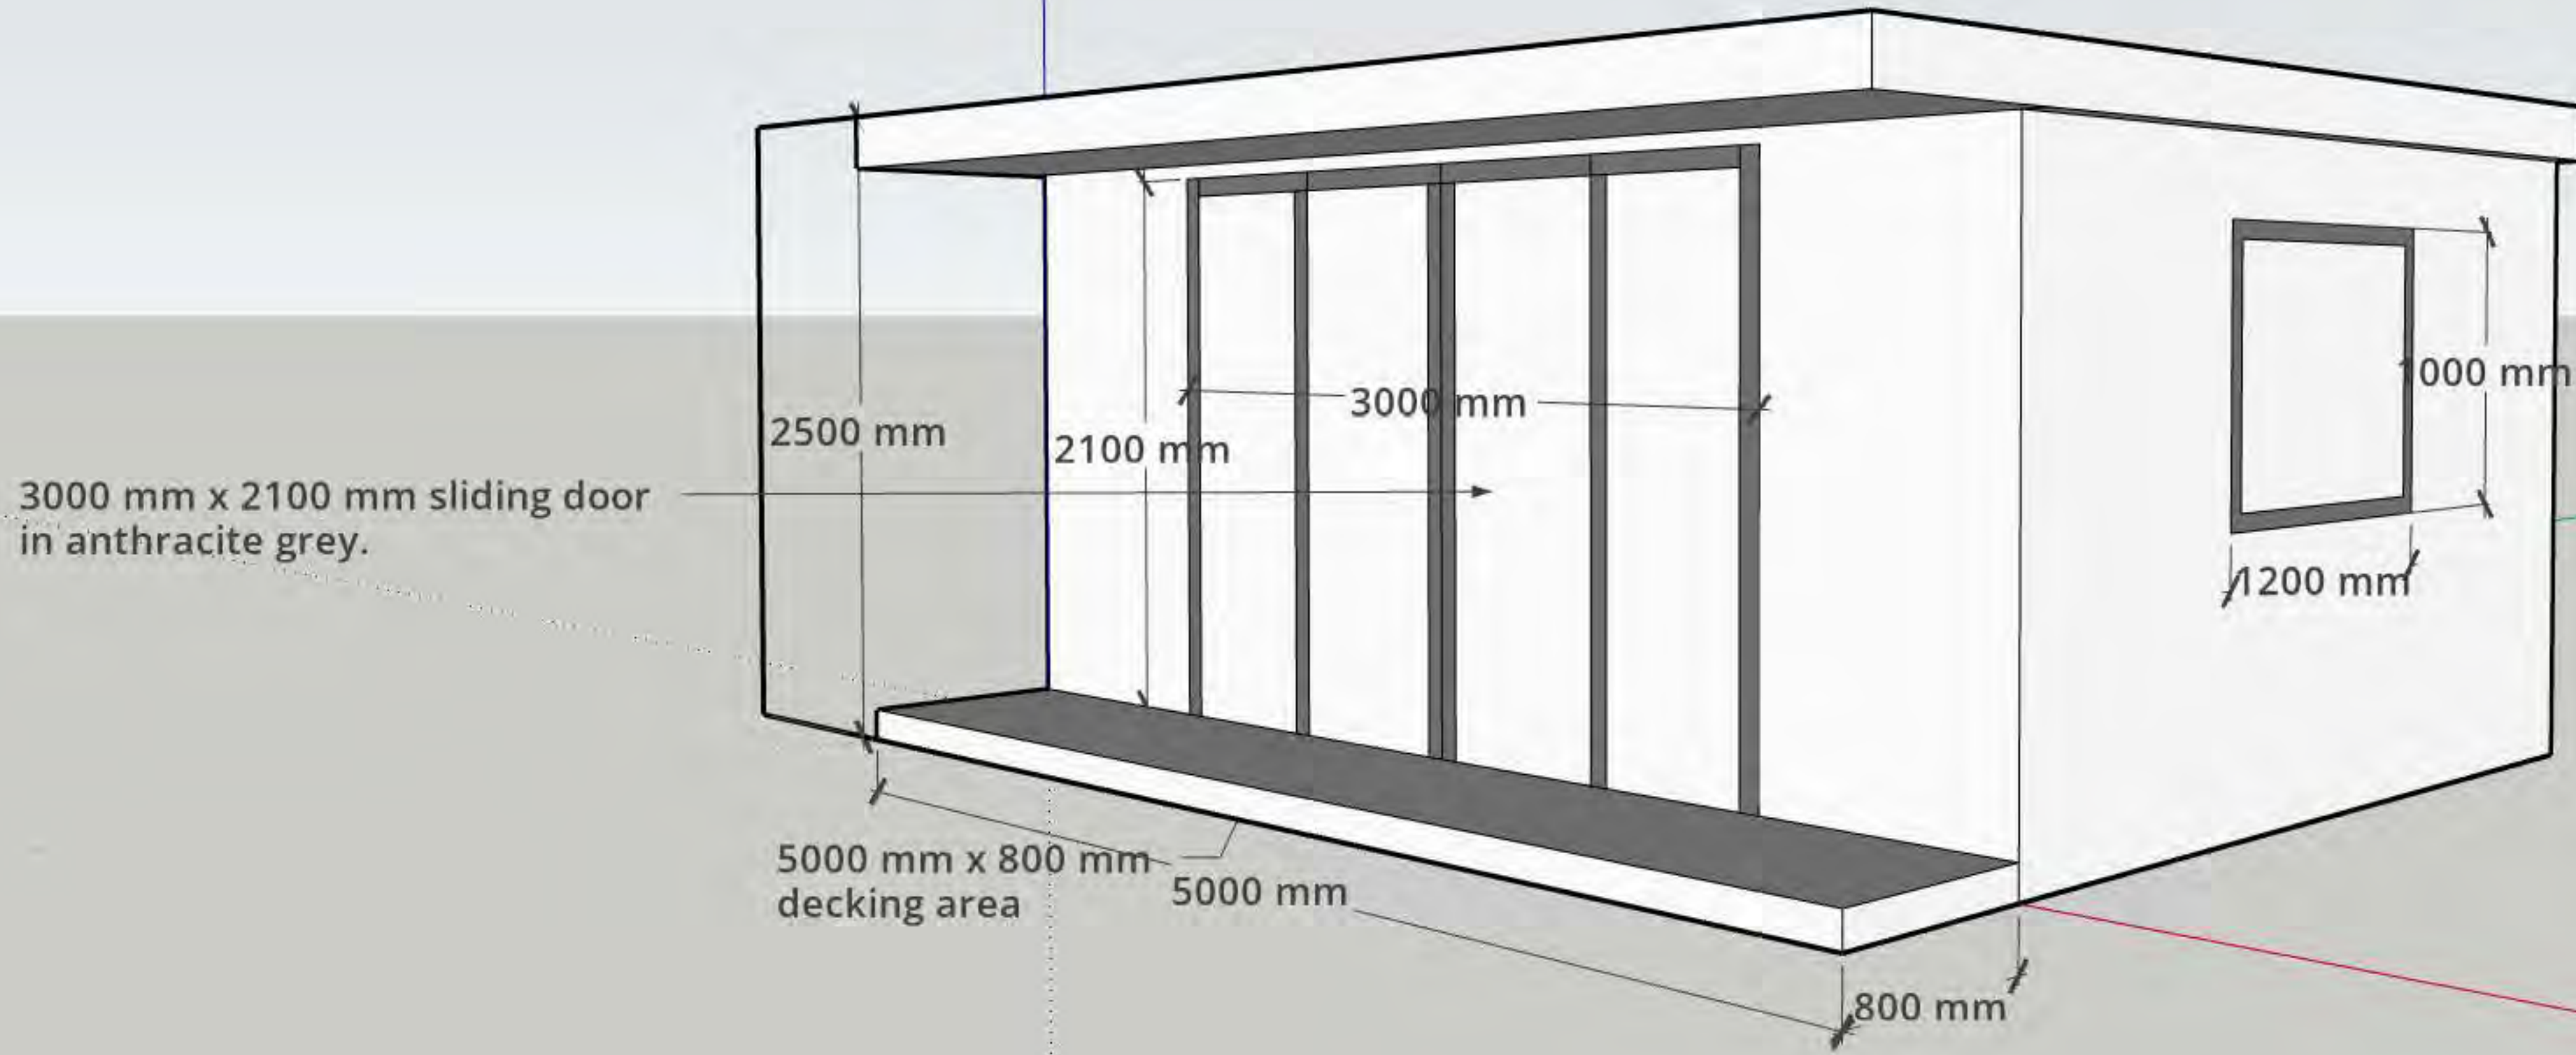 2500 mm
2100 mm
3000 mm
1000 mm
3000 mm x 2100 mm sliding door
in anthracite grey.
1200 mm
5000 mm x 800 mm
decking area
5000 mm
800 mm